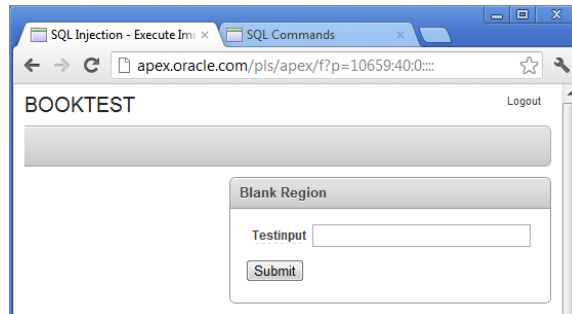 SQL Injection - Execute Im
SQL Commands
apex.oracle.com/pls/apex/f?p=10659:40:0::::
BOOKTEST
Logout
Blank Region
Testinput
Submit